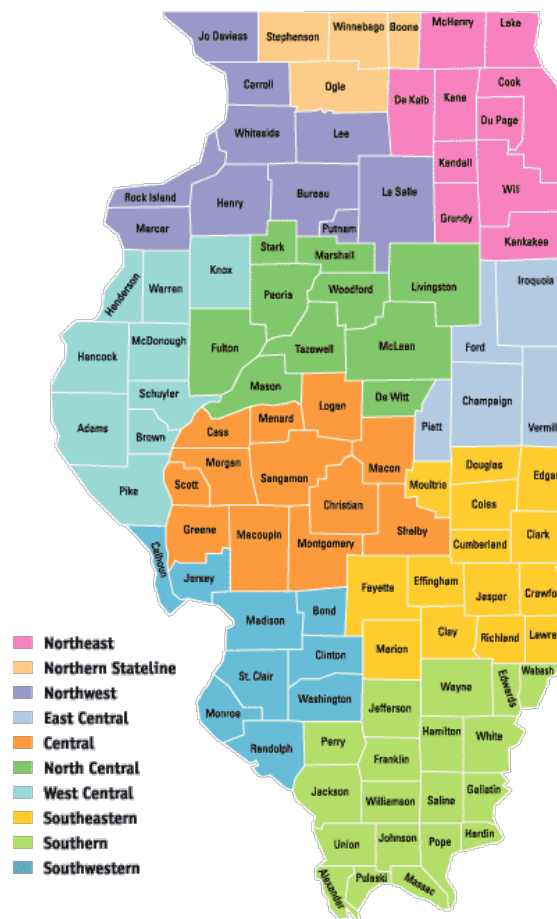 Jo Daviess
Stephenson
Winnebago
Boone
McHenry
Lake
Carroll
Ogle
De Kalb
Kane
Cook
Du Page
Whiteside
Lee
Kendall
Will
Rock Island
Henry
Bureau
La Salle
Grundy
Mercer
Putnam
Kankakee
Stark
Marshall
Knox
Henderson
Warren
Peoria
Woodford
Livingston
Iroquois
Hancock
McDonough
Fulton
Tazewell
McLean
Ford
Mason
Schuyler
Logan
De Witt
Champaign
Vermil
Adams
Brown
Cass
Menard
Piatt
Morgan
Sangamon
Macon
Douglas
Edgar
Pike
Scott
Moultrie
Christian
Coles
Greene
Macoupin
Montgomery
Shelby
Clark
Cumberland
Calhoun
Jersey
Fayette
Effingham
Jasper
Crawfo
Madison
Bond
Clay
Richland
Lawre
Clinton
Marion
St. Clair
Wayne
Edwards
Wabash
Washington
Monroe
Jefferson
Randolph
Perry
Hamilton
White
Franklin
Jackson
Williamson
Saline
Gallatin
Union
Johnson
Pope
Hardin
Alexander
Pulaski
Massac
Northeast
Northern Stateline
Northwest
East Central
Central
North Central
West Central
Southeastern
Southern
Southwestern